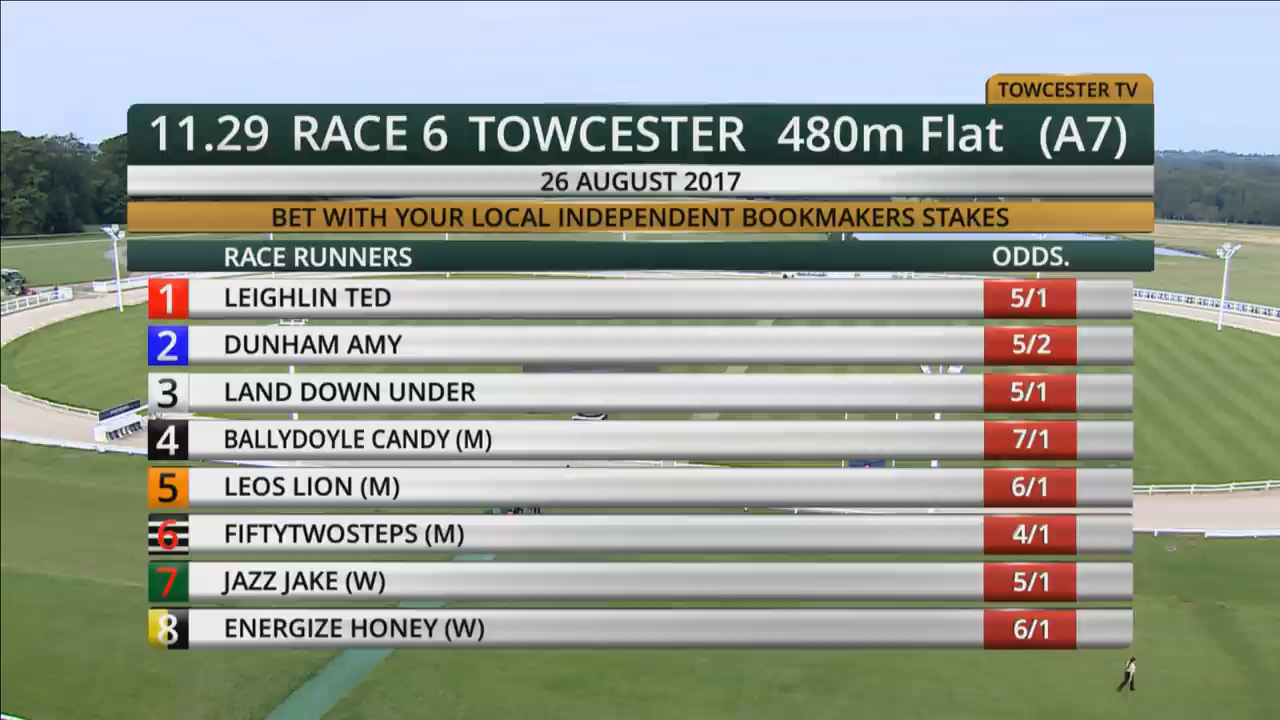 TOWCESTER TV
11.29 RACE 6 TOWCESTER 480m Flat (A7)
26 AUGUST 2017
BET WITH YOUR LOCAL INDEPENDENT BOOKMAKERS STAKES
RACE RUNNERS ODDS.
1 LEIGHLIN TED 5/1
2 DUNHAM AMY 5/2
3 LAND DOWN UNDER 5/1
4 BALLYDOYLE CANDY (M) 7/1
5 LEOS LION (M) 6/1
6 FIFTYTWOSTEPS (M) 4/1
7 JAZZ JAKE (W) 5/1
8 ENERGIZE HONEY (W) 6/1